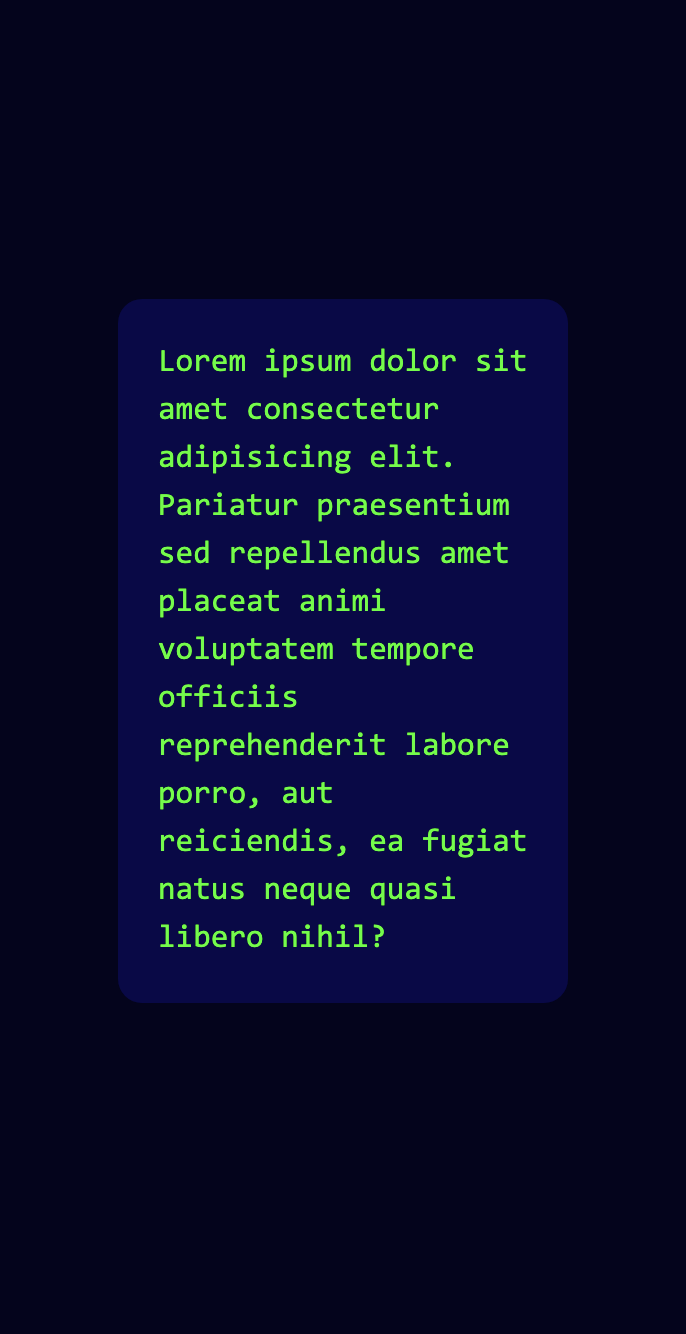 Lorem ipsum dolor sit
amet consectetur
adipisicing elit.
Pariatur praesentium
sed repellendus amet
placeat animi
voluptatem tempore
officiis
reprehenderit labore
porro, aut
reiciendis, ea fugiat
natus neque quasi
libero nihil?